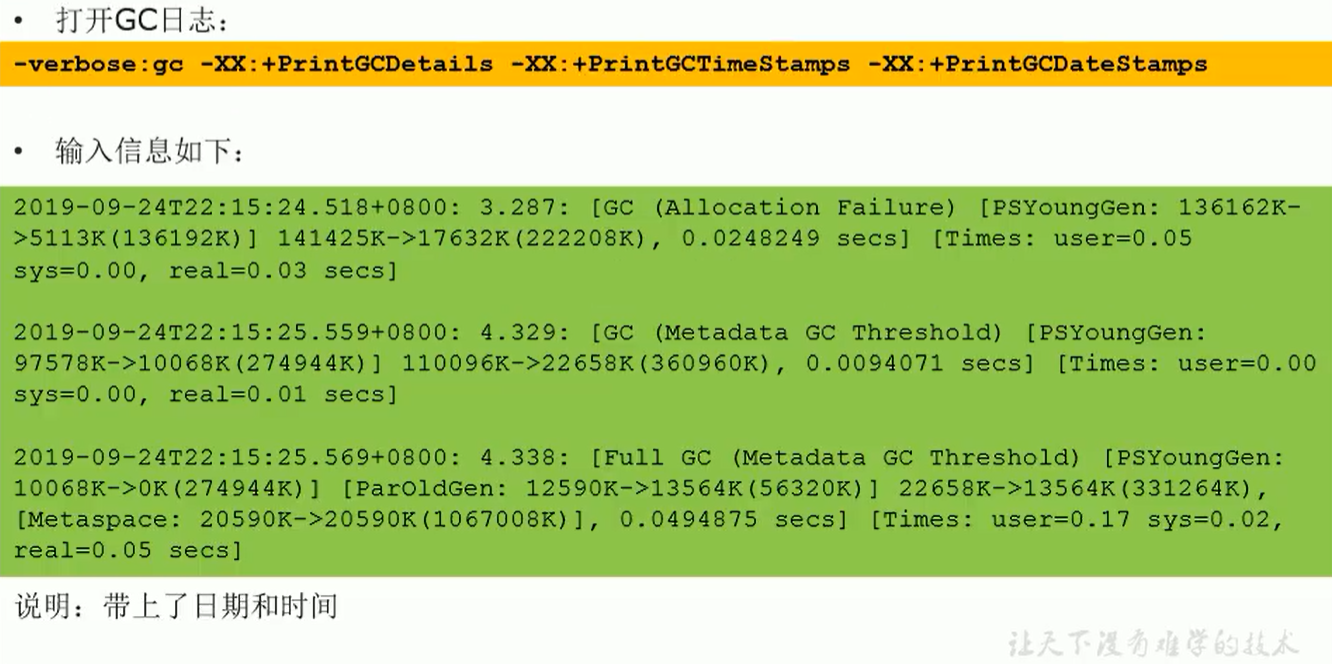 • 打开GC日志：
-verbose:gc -XX:+PrintGCDetails -XX:+PrintGCTimeStamps -XX:+PrintGCDateStamps
• 输入信息如下：
2019-09-24T22:15:24.518+0800: 3.287: [GC (Allocation Failure) [PSYoungGen: 136162K-
>5113K(136192K)] 141425K->17632K(222208K), 0.0248249 secs] [Times: user=0.05
sys=0.00, real=0.03 secs]
2019-09-24T22:15:25.559+0800: 4.329: [GC (Metadata GC Threshold) [PSYoungGen:
97578K->10068K(274944K)] 110096K->22658K(360960K), 0.0094071 secs] [Times: user=0.00
sys=0.00, real=0.01 secs]
2019-09-24T22:15:25.569+0800: 4.338: [Full GC (Metadata GC Threshold) [PSYoungGen:
10068K->0K(274944K)] [ParOldGen: 12590K->13564K(56320K)] 22658K->13564K(331264K),
[Metaspace: 20590K->20590K(1067008K)], 0.0494875 secs] [Times: user=0.17 sys=0.02,
real=0.05 secs]
说明：带上了日期和时间
让天下没有难学的技术